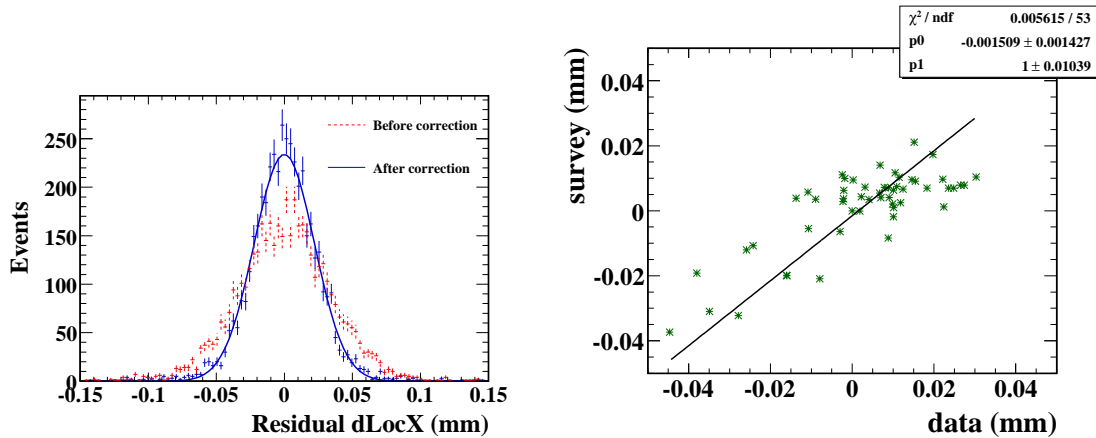 Events
250
200
150
100
50
0
Before correction
After correction
-0.15 -0.1 -0.05 0 0.05 0.1 0.15
Residual dLocX (mm)
χ² / ndf 0.005615 / 53
p0 -0.001509 ± 0.001427
p1 1 ± 0.01039
survey (mm)
0.04
0.02
0
-0.02
-0.04
-0.04 -0.02 0 0.02 0.04
data (mm)